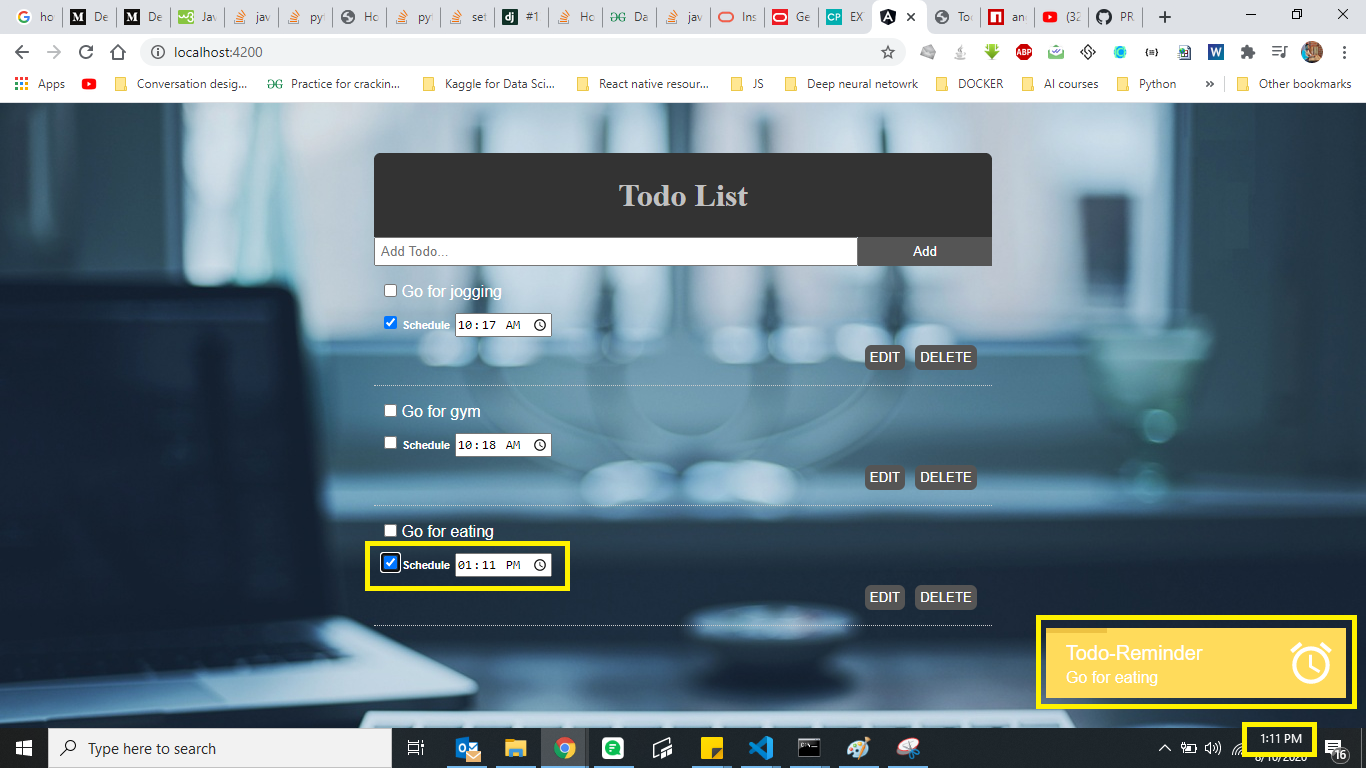 ho
De
De
Jav
jav
py
Ho
py
set
#1
Ho
Da
jav
Ins
Ge
EX
Too
an
(32
PR
localhost:4200
Apps
Conversation desig...
Practice for crackin...
Kaggle for Data Sci...
React native resour...
JS
Deep neural netowrk
DOCKER
AI courses
Python
»
Other bookmarks
Todo List
Add Todo...
Add
Go for jogging
Schedule 10:17 AM
EDIT DELETE
Go for gym
Schedule 10:18 AM
EDIT DELETE
Go for eating
Schedule 01:11 PM
EDIT DELETE
Todo-Reminder
Go for eating
Type here to search
1:11 PM
8/10/2020
16